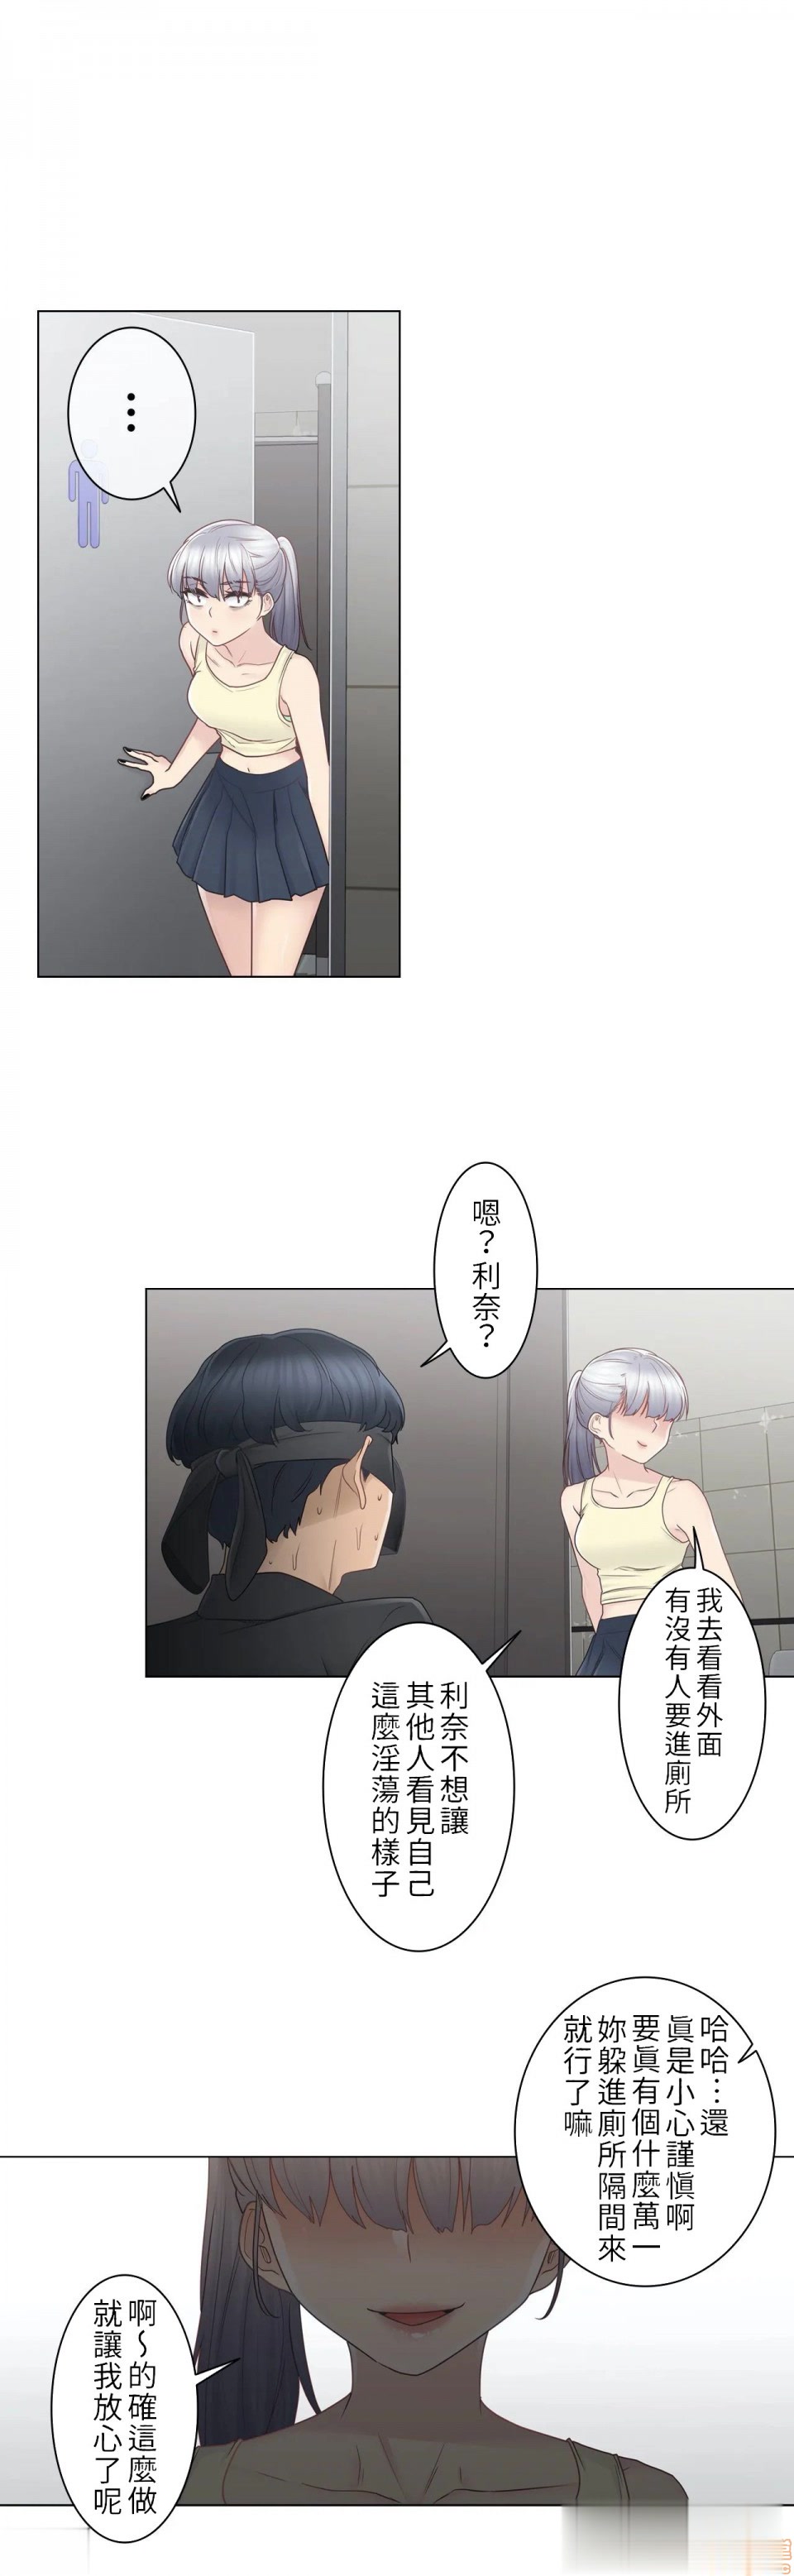 ⋮
嗯？利奈？
我去看看外面
有沒有人要進廁所
利奈不想讓
其他人看見自己
這麼淫蕩的樣子
哈哈⋯還
眞是小心謹慎啊
要眞有個什麼萬一
妳躲進廁所隔間來
就行了嘛
啊～的確這麼做
就讓我放心了呢